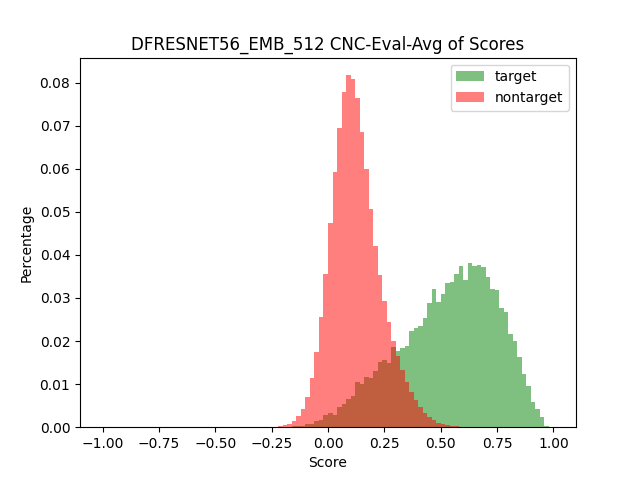 DFRESNET56_EMB_512 CNC-Eval-Avg of Scores
target
nontarget
0.08
0.07
0.06
0.05
0.04
0.03
0.02
0.01
0.00
Percentage
−1.00 −0.75 −0.50 −0.25 0.00 0.25 0.50 0.75 1.00
Score